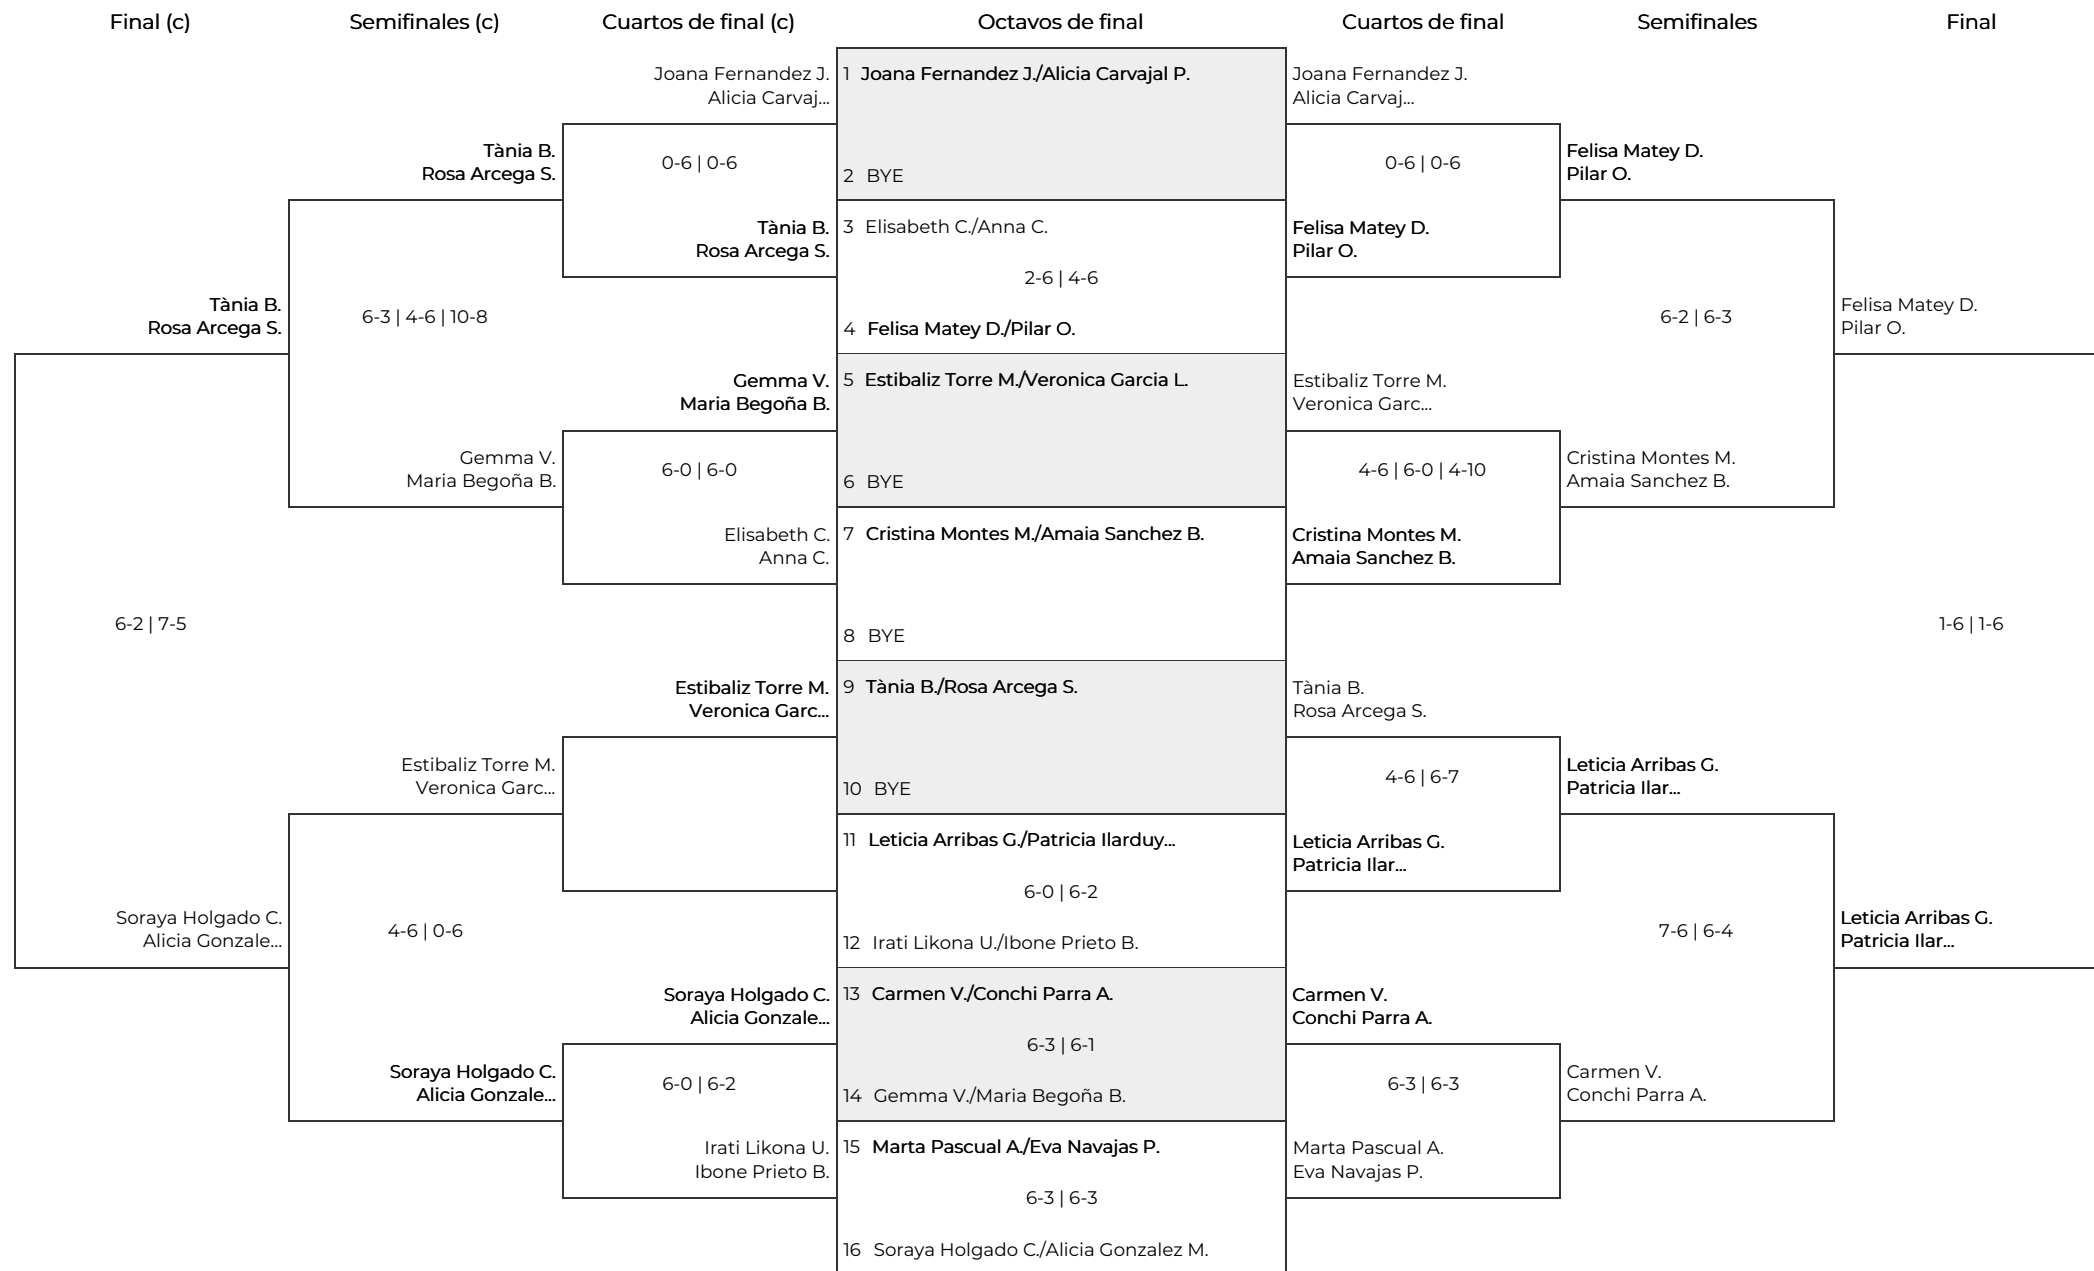 Final (c) Semifinales (c) Cuartos de final (c) Octavos de final Cuartos de final Semifinales Final
Joana Fernandez J. 1 Joana Fernandez J./Alicia Carvajal P. Joana Fernandez J.
Alicia Carvaj... Alicia Carvaj...
Tània B. Felisa Matey D.
0-6 | 0-6 0-6 | 0-6
Rosa Arcega S. 2 BYE Pilar O.
Tània B. 3 Elisabeth C./Anna C. Felisa Matey D.
Rosa Arcega S. Pilar O.
2-6 | 4-6
Tània B. Felisa Matey D.
6-3 | 4-6 | 10-8 6-2 | 6-3
Rosa Arcega S. 4 Felisa Matey D./Pilar O. Pilar O.
Gemma V. 5 Estibaliz Torre M./Veronica Garcia L. Estibaliz Torre M.
Maria Begoña B. Veronica Garc...
Gemma V. Cristina Montes M.
6-0 | 6-0 4-6 | 6-0 | 4-10
Maria Begoña B. 6 BYE Amaia Sanchez B.
Elisabeth C. 7 Cristina Montes M./Amaia Sanchez B. Cristina Montes M.
Anna C. Amaia Sanchez B.
6-2 | 7-5 1-6 | 1-6
8 BYE
Estibaliz Torre M. 9 Tània B./Rosa Arcega S. Tània B.
Veronica Garc... Rosa Arcega S.
Estibaliz Torre M. Leticia Arribas G.
4-6 | 6-7
Veronica Garc... 10 BYE Patricia Ilar...
11 Leticia Arribas G./Patricia Ilarduy... Leticia Arribas G.
Patricia Ilar...
6-0 | 6-2
Soraya Holgado C. Leticia Arribas G.
4-6 | 0-6 7-6 | 6-4
Alicia Gonzale... 12 Irati Likona U./Ibone Prieto B. Patricia Ilar...
Soraya Holgado C. 13 Carmen V./Conchi Parra A. Carmen V.
Alicia Gonzale... Conchi Parra A.
6-3 | 6-1
Soraya Holgado C. Carmen V.
6-0 | 6-2 6-3 | 6-3
Alicia Gonzale... 14 Gemma V./Maria Begoña B. Conchi Parra A.
Irati Likona U. 15 Marta Pascual A./Eva Navajas P. Marta Pascual A.
Ibone Prieto B. Eva Navajas P.
6-3 | 6-3
16 Soraya Holgado C./Alicia Gonzalez M.